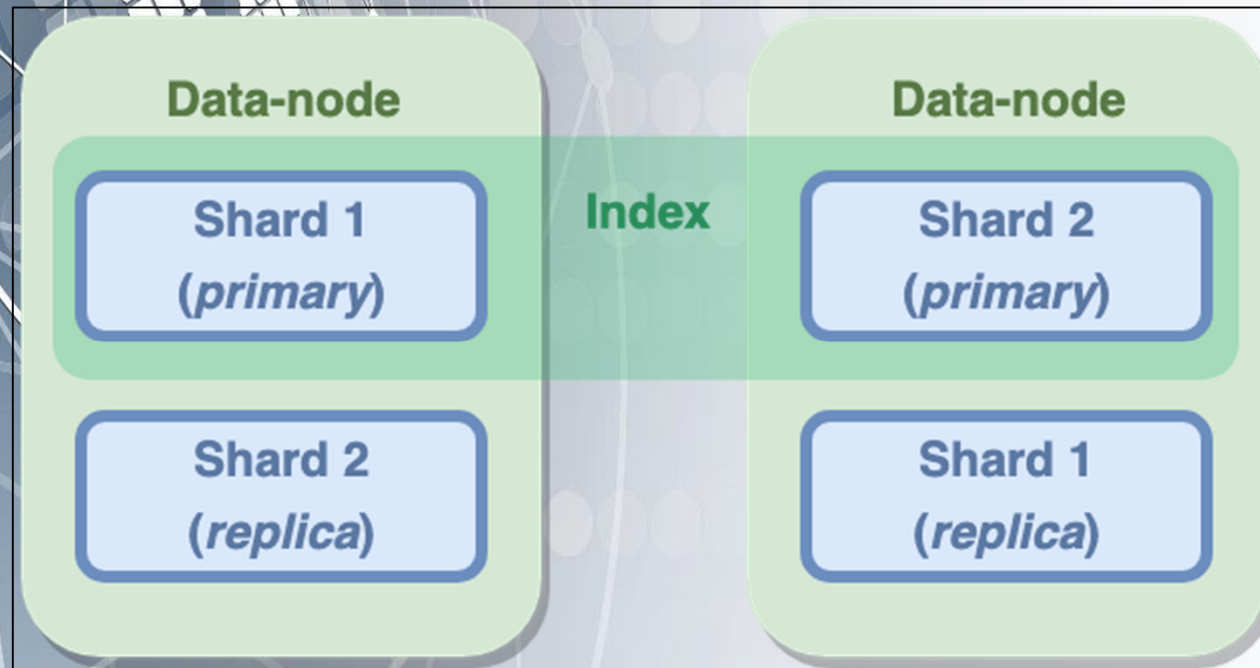 Data-node
Data-node
Index
Shard 1
(primary)
Shard 2
(primary)
Shard 2
(replica)
Shard 1
(replica)